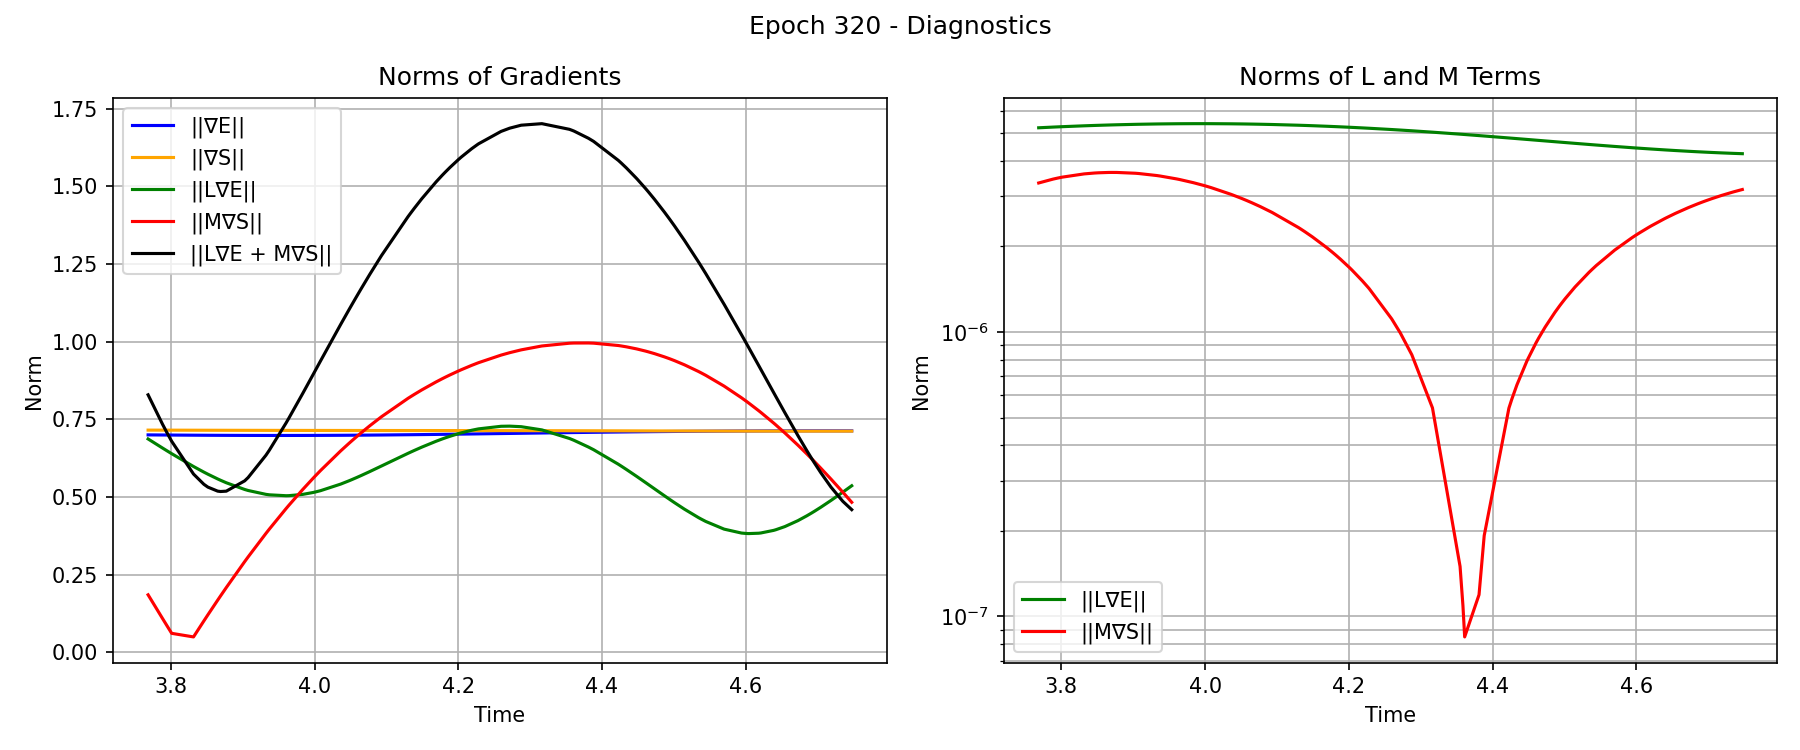 Epoch 320 - Diagnostics
Norms of Gradients
1.75
1.50
1.25
1.00
0.75
0.50
0.25
0.00
Norm
||∇E||
||∇S||
||L∇E||
||M∇S||
||L∇E + M∇S||
3.8
4.0
4.2
4.4
4.6
Time
Norms of L and M Terms
10⁻⁶
10⁻⁷
Norm
||L∇E||
||M∇S||
3.8
4.0
4.2
4.4
4.6
Time